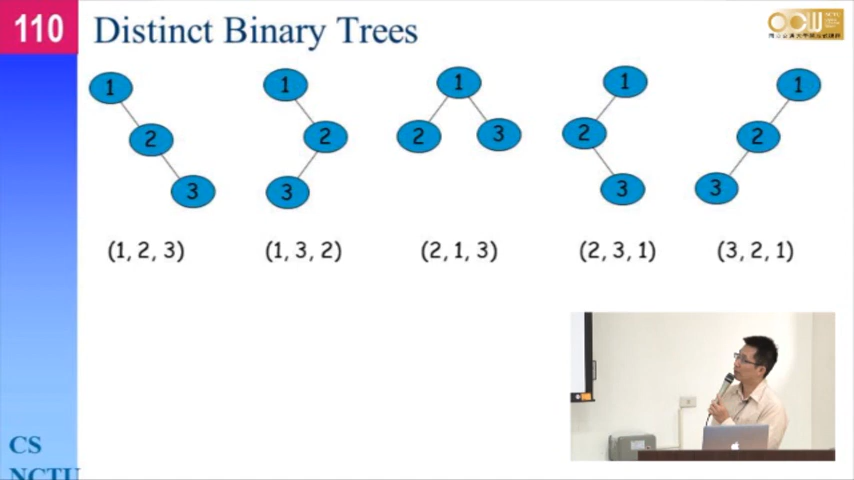 110
Distinct Binary Trees
OCW
1
2
3
1
2
3
1
2
3
1
2
3
1
2
3
(1, 2, 3)
(1, 3, 2)
(2, 1, 3)
(2, 3, 1)
(3, 2, 1)
CS
NCTU